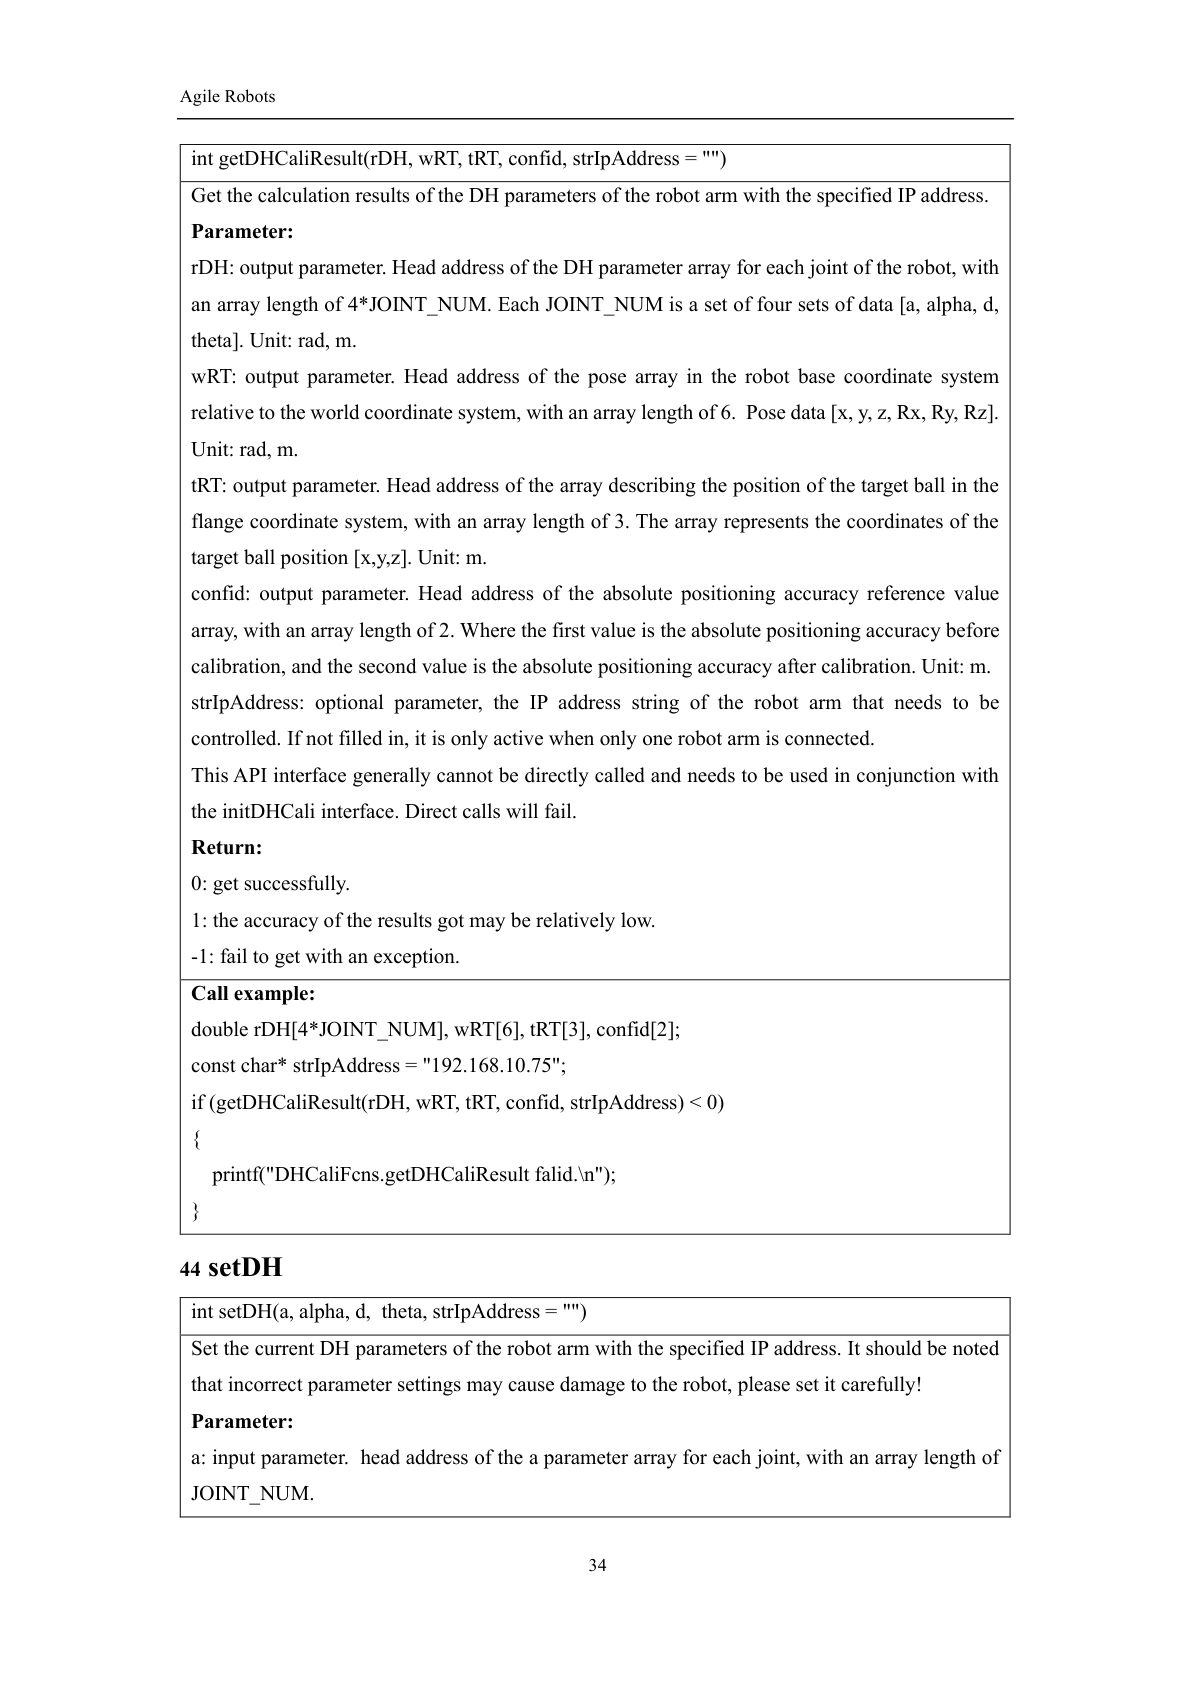 Agile Robots
int getDHCaliResult(rDH, wRT, tRT, confid, strIpAddress = "")
Get the calculation results of the DH parameters of the robot arm with the specified IP address.
Parameter:
rDH: output parameter. Head address of the DH parameter array for each joint of the robot, with
an array length of 4*JOINT_NUM. Each JOINT_NUM is a set of four sets of data [a, alpha, d,
theta]. Unit: rad, m.
wRT: output parameter. Head address of the pose array in the robot base coordinate system
relative to the world coordinate system, with an array length of 6.  Pose data [x, y, z, Rx, Ry, Rz].
Unit: rad, m.
tRT: output parameter. Head address of the array describing the position of the target ball in the
flange coordinate system, with an array length of 3. The array represents the coordinates of the
target ball position [x,y,z]. Unit: m.
confid: output parameter. Head address of the absolute positioning accuracy reference value
array, with an array length of 2. Where the first value is the absolute positioning accuracy before
calibration, and the second value is the absolute positioning accuracy after calibration. Unit: m.
strIpAddress: optional parameter, the IP address string of the robot arm that needs to be
controlled. If not filled in, it is only active when only one robot arm is connected.
This API interface generally cannot be directly called and needs to be used in conjunction with
the initDHCali interface. Direct calls will fail.
Return:
0: get successfully.
1: the accuracy of the results got may be relatively low.
-1: fail to get with an exception.
Call example:
double rDH[4*JOINT_NUM], wRT[6], tRT[3], confid[2];
const char* strIpAddress = "192.168.10.75";
if (getDHCaliResult(rDH, wRT, tRT, confid, strIpAddress) < 0)
{
    printf("DHCaliFcns.getDHCaliResult falid.\n");
}
44 setDH
int setDH(a, alpha, d,  theta, strIpAddress = "")
Set the current DH parameters of the robot arm with the specified IP address. It should be noted
that incorrect parameter settings may cause damage to the robot, please set it carefully!
Parameter:
a: input parameter.  head address of the a parameter array for each joint, with an array length of
JOINT_NUM.
34